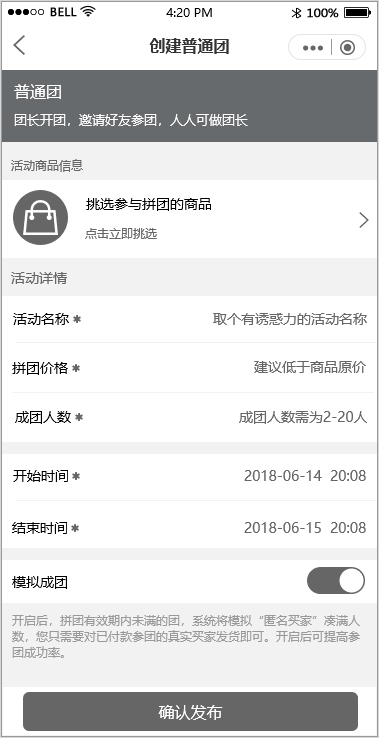 BELL 4:20 PM 100%
创建普通团
普通团
团长开团，邀请好友参团，人人可做团长
活动商品信息
挑选参与拼团的商品
点击立即挑选
活动详情
活动名称 * 取个有诱惑力的活动名称
拼团价格 * 建议低于商品原价
成团人数 * 成团人数需为2-20人
开始时间 * 2018-06-14 20:08
结束时间 * 2018-06-15 20:08
模拟成团
开启后，拼团有效期内未满的团，系统将模拟“匿名买家”凑满人
数，您只需要对已付款参团的真实买家发货即可。开启后可提高参
团成功率。
确认发布